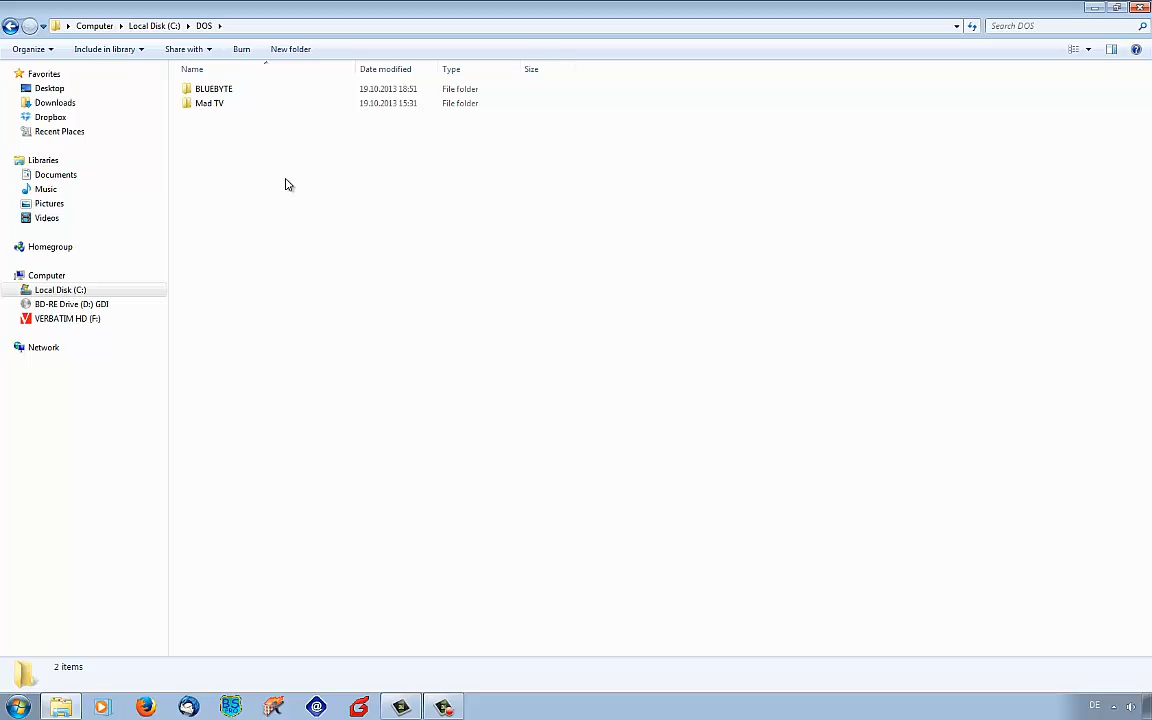 Computer Local Disk (C:) DOS
Search DOS
Organize Include in library Share with Burn New folder
Name Date modified Type Size
BLUEBYTE 19.10.2013 18:51 File folder
Mad TV 19.10.2013 15:31 File folder
Favorites
Desktop
Downloads
Dropbox
Recent Places
Libraries
Documents
Music
Pictures
Videos
Homegroup
Computer
Local Disk (C:)
BD-RE Drive (D:) GDI
VERBATIM HD (F:)
Network
2 items
BS
PRO
DE